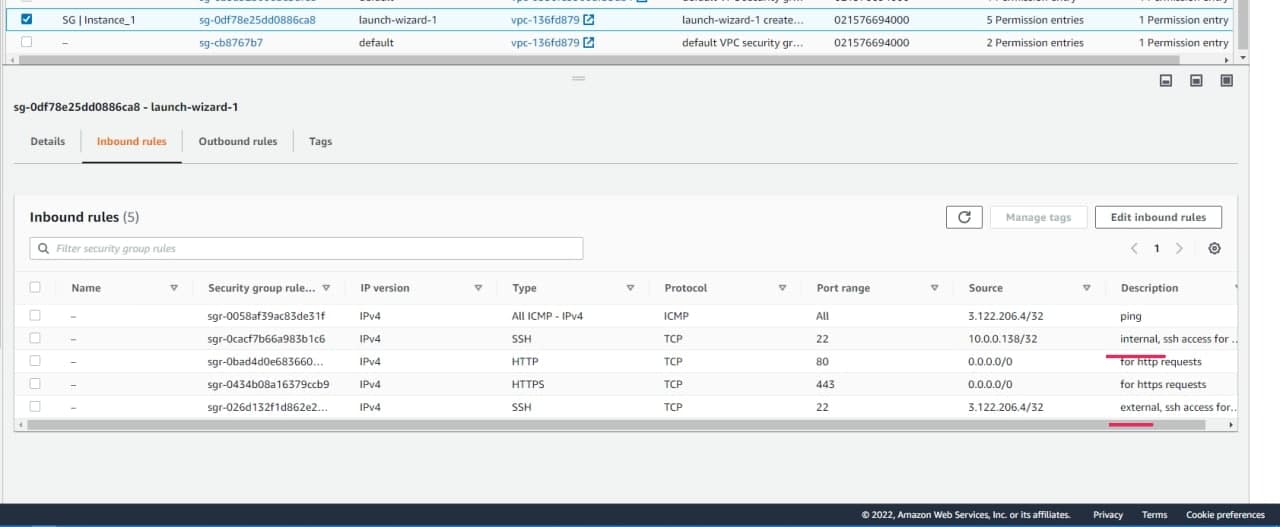 SG | Instance_1 sg-0df78e25dd0886ca8 launch-wizard-1 vpc-136fd879 launch-wizard-1 create... 021576694000 5 Permission entries 1 Permission entry
– sg-cb8767b7 default vpc-136fd879 default VPC security gr... 021576694000 2 Permission entries 1 Permission entry
sg-0df78e25dd0886ca8 - launch-wizard-1
Details Inbound rules Outbound rules Tags
Inbound rules (5) Manage tags Edit inbound rules
Filter security group rules 1
Name Security group rule... IP version Type Protocol Port range Source Description
– sgr-0058af39ac83de31f IPv4 All ICMP - IPv4 ICMP All 3.122.206.4/32 ping
– sgr-0cacf7b66a983b1c6 IPv4 SSH TCP 22 10.0.0.138/32 internal, ssh access for ..
– sgr-0bad4d0e683660... IPv4 HTTP TCP 80 0.0.0.0/0 for http requests
– sgr-0434b08a16379ccb9 IPv4 HTTPS TCP 443 0.0.0.0/0 for https requests
– sgr-026d132f1d862e2... IPv4 SSH TCP 22 3.122.206.4/32 external, ssh access for..
© 2022, Amazon Web Services, Inc. or its affiliates. Privacy Terms Cookie preferences